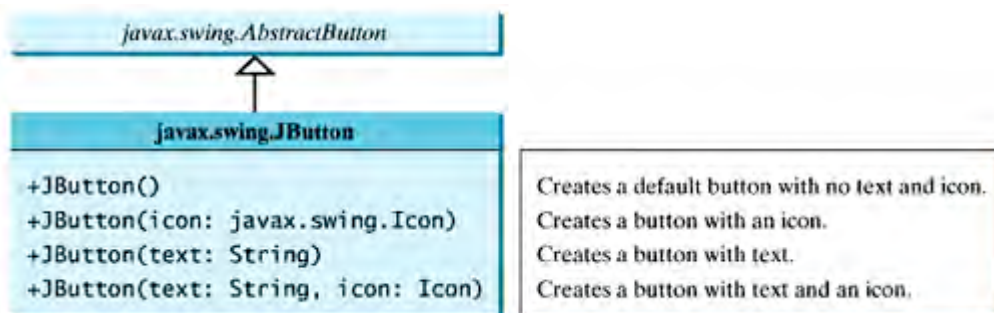 javax.swing.AbstractButton
javax.swing.JButton
+JButton()
+JButton(icon: javax.swing.Icon)
+JButton(text: String)
+JButton(text: String, icon: Icon)
Creates a default button with no text and icon.
Creates a button with an icon.
Creates a button with text.
Creates a button with text and an icon.